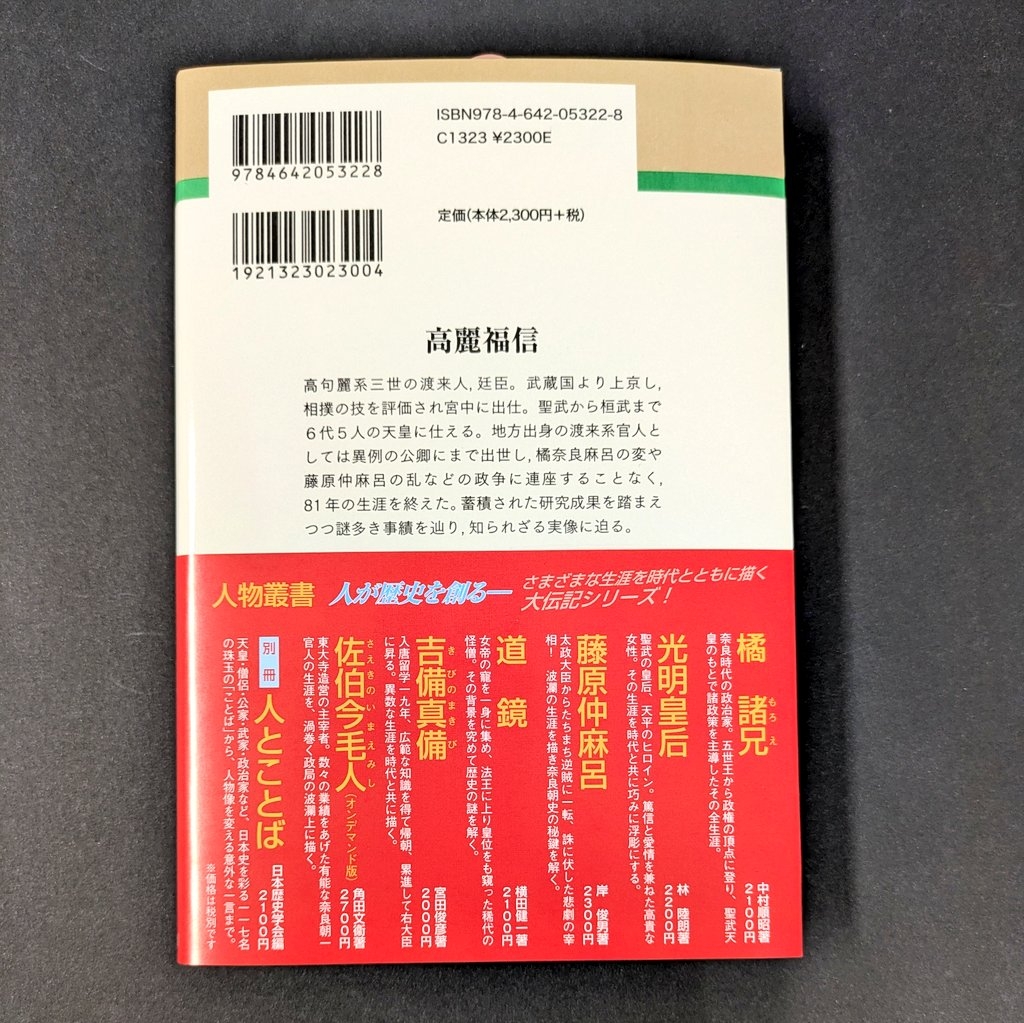 ISBN978-4-642-05322-8
C1323 ¥2300E
9784642053228
定価(本体2,300円+税)
1921323023004
高麗福信
高句麗系三世の渡来人,廷臣。武蔵国より上京し,
相撲の技を評価され宮中に出仕。聖武から桓武まで
6代5人の天皇に仕える。地方出身の渡来系官人と
しては異例の公卿にまで出世し,橘奈良麻呂の変や
藤原仲麻呂の乱などの政争に連座することなく,
81年の生涯を終えた。蓄積された研究成果を踏まえ
つつ謎多き事績を辿り,知られざる実像に迫る。
人物叢書
人が歴史を創る―
さまざまな生涯を時代とともに描く
大伝記シリーズ!
橘 諸兄
もろえ
奈良時代の政治家。五世王から政権の頂点に登り、聖武天
皇のもとで諸政策を主導したその全生涯。
中村順昭著
2100円
光明皇后
聖武の皇后、天平のヒロイン。篤信と愛情を兼ねた高貴な
女性。その生涯を時代と共に巧みに浮彫にする。
林 陸朗著
2200円
藤原仲麻呂
太政大臣からたちまち逆賊に一転、誅に伏した悲劇の宰
相! 波瀾の生涯を描き奈良朝史の秘鍵を解く。
岸 俊男著
2300円
道 鏡
女帝の寵を一身に集め、法王に上り皇位をも窺った稀代の
怪僧。その背景を究めて歴史の謎を解く。
横田健一著
2100円
吉備真備
きびのまきび
入唐留学一九年、広範な知識を得て帰朝、累進して右大臣
に昇る。異数な生涯を時代と共に描く。
宮田俊彦著
2000円
佐伯今毛人(オンデマンド版)
さえきのいまえみし
東大寺造営の主宰者。数々の業績をあげた有能な奈良朝一
官人の生涯を、渦巻く政局の波瀾上に描く。
角田文衞著
2700円
別冊
人とことば
天皇・僧侶・公家・武家・政治家など、日本史を彩る一一七名
の珠玉の「ことば」から、人物像を変える意外な一言まで。
日本歴史学会編
2100円
※価格は税別です